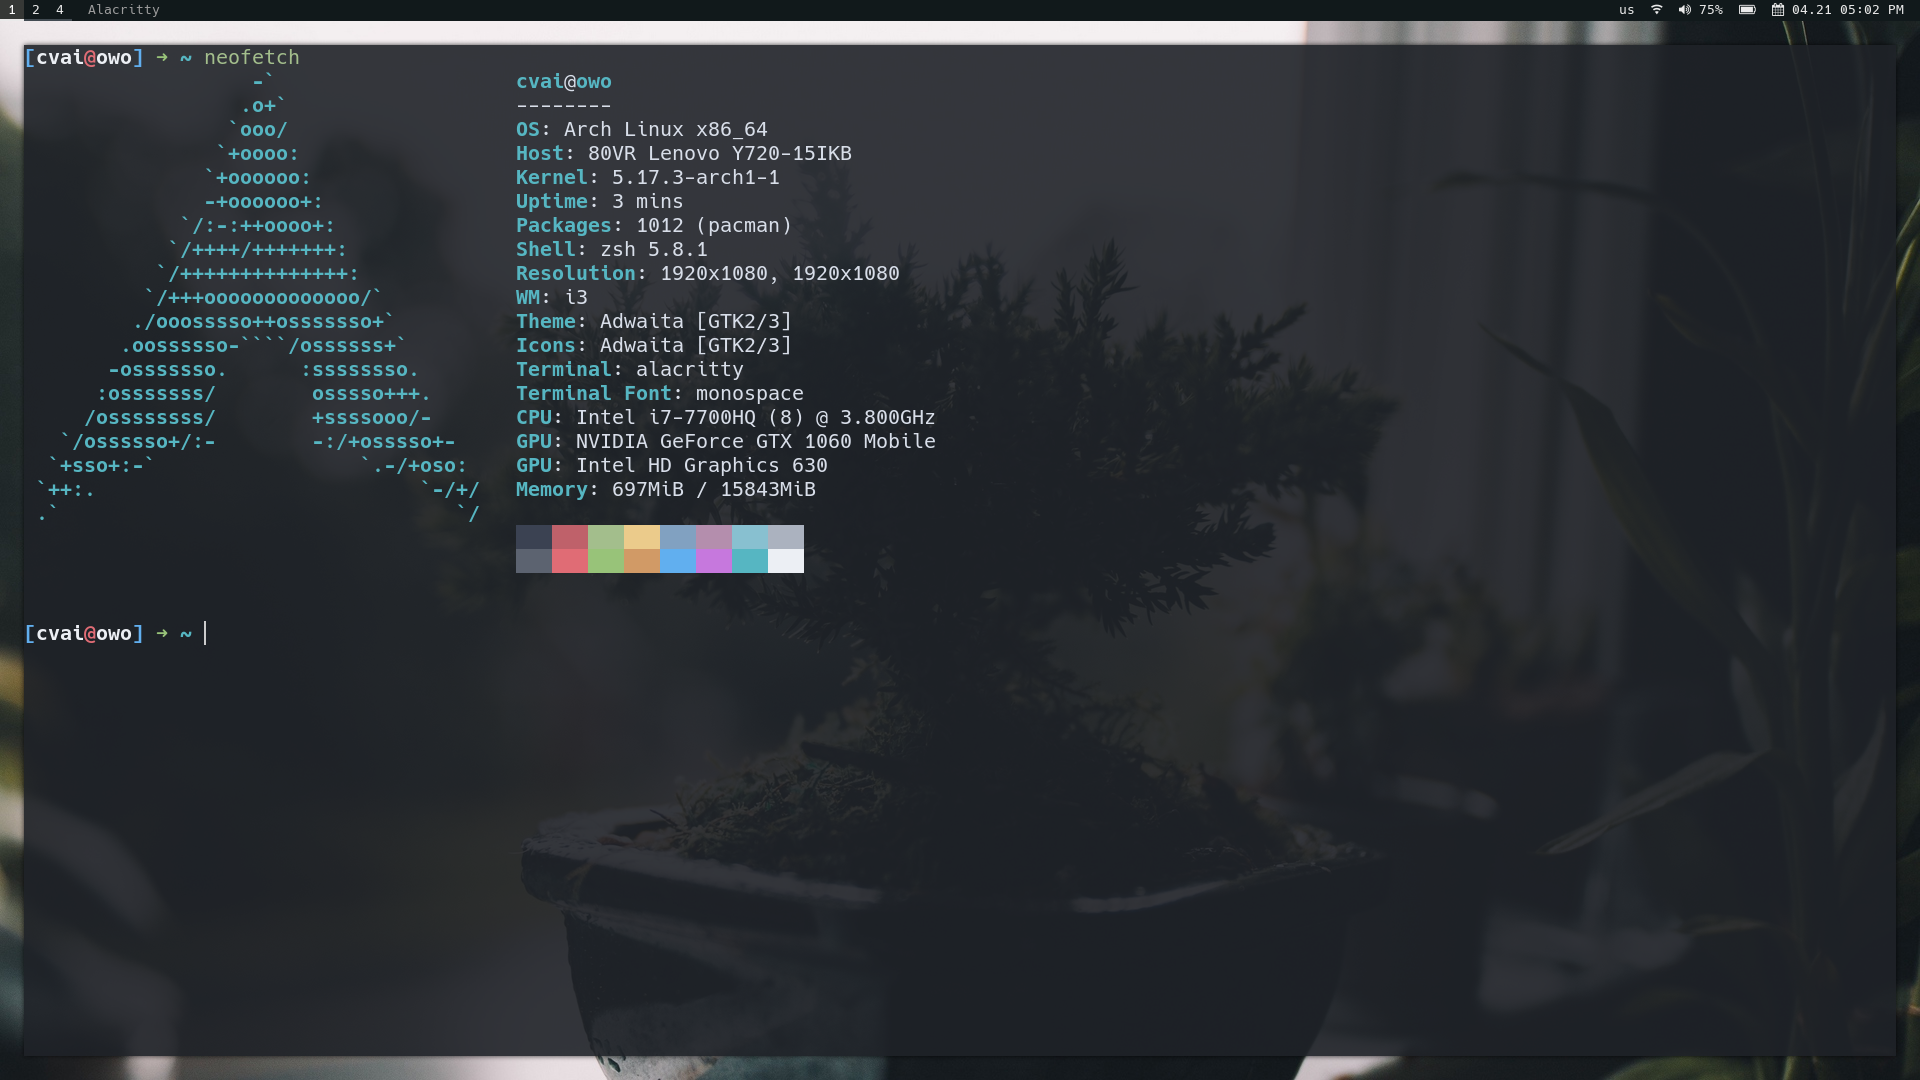 1 2 4 Alacritty us 75% 04.21 05:02 PM
[cvai@owo] ➜ ~ neofetch
-` cvai@owo
.o+` --------
`ooo/ OS: Arch Linux x86_64
`+oooo: Host: 80VR Lenovo Y720-15IKB
`+oooooo: Kernel: 5.17.3-arch1-1
-+oooooo+: Uptime: 3 mins
`/:-:++oooo+: Packages: 1012 (pacman)
`/++++/+++++++: Shell: zsh 5.8.1
`/++++++++++++++: Resolution: 1920x1080, 1920x1080
`/+++ooooooooooooo/` WM: i3
./ooosssso++osssssso+` Theme: Adwaita [GTK2/3]
.oossssso-````/ossssss+` Icons: Adwaita [GTK2/3]
-osssssso. :ssssssso. Terminal: alacritty
:osssssss/ osssso+++. Terminal Font: monospace
/ossssssss/ +ssssooo/- CPU: Intel i7-7700HQ (8) @ 3.800GHz
`/ossssso+/:- -:/+osssso+- GPU: NVIDIA GeForce GTX 1060 Mobile
`+sso+:-` `.-/+oso: GPU: Intel HD Graphics 630
`++:. `-/+/ Memory: 697MiB / 15843MiB
.` `/
[cvai@owo] ➜ ~